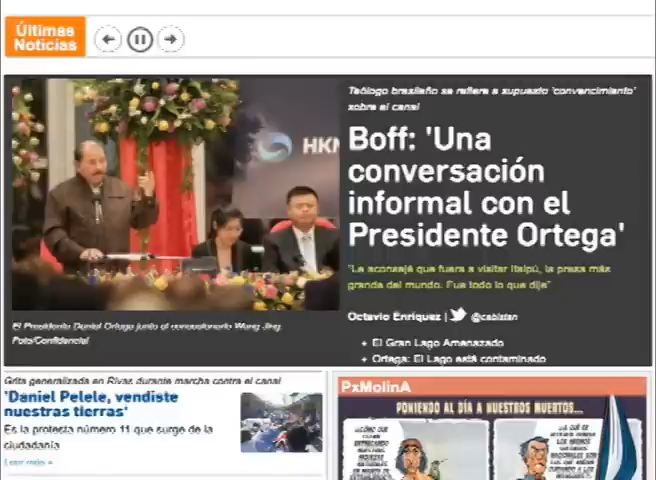 Últimas
Noticias
Teólogo brasileño se refiere a supuesto 'convencimiento'
sobre el canal
HKN
Boff: 'Una
conversación
informal con el
Presidente Ortega'
"Le aconsejé que fuera a visitar Itaipú, la presa más
grande del mundo. Fue todo lo que dije"
Octavio Enríquez | @cabistan
El Gran Lago Amenazado
Ortega: El Lago está contaminado
El Presidente Daniel Ortega junto al concesionario Wang Jing.
Foto/Confidencial
Grito generalizado en Rivas durante marcha contra el canal
'Daniel Pelele, vendiste
nuestras tierras'
Es la protesta número 11 que surge de la
ciudadanía
Leer más »
PxMolinA
PONIENDO AL DÍA A NUESTROS MUERTOS...